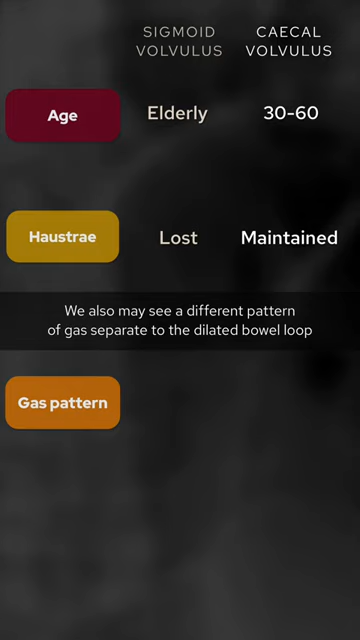 SIGMOID VOLVULUS
CAECAL VOLVULUS
Age
Elderly
30-60
Haustrae
Lost
Maintained
We also may see a different pattern
of gas separate to the dilated bowel loop
Gas pattern